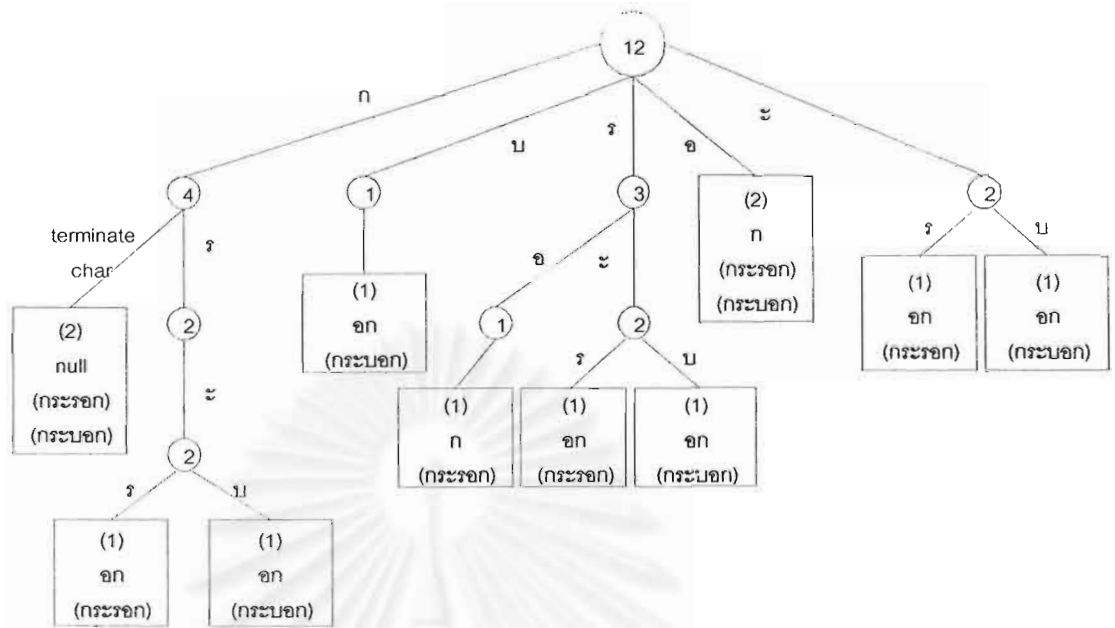 12
ก
บ
ร
อ
ะ
4
1
3
(2)
ก
(กระรอก)
(กระบอก)
2
terminate
char
ร
อ
ะ
ร
บ
(2)
null
(กระรอก)
(กระบอก)
2
(1)
อก
(กระบอก)
1
2
(1)
อก
(กระรอก)
(1)
อก
(กระบอก)
ะ
ร
บ
2
(1)
ก
(กระรอก)
(1)
อก
(กระรอก)
(1)
อก
(กระบอก)
ร
บ
(1)
อก
(กระรอก)
(1)
อก
(กระบอก)